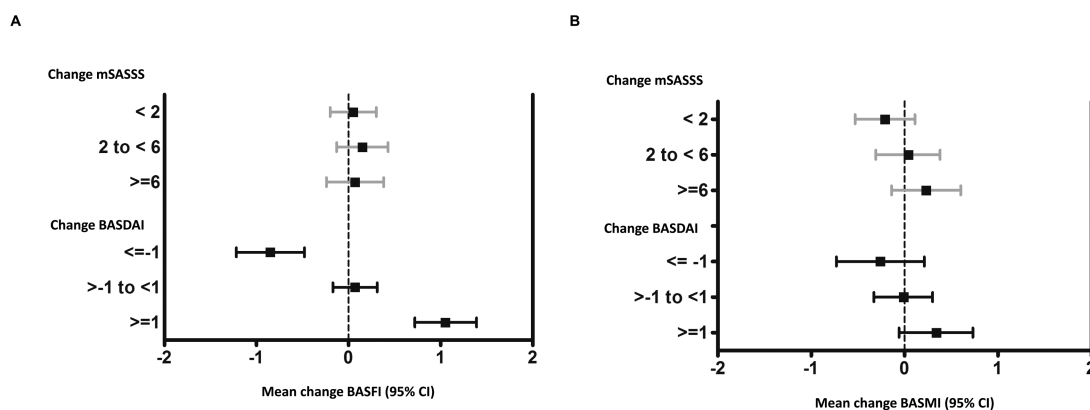 A
Change mSASSS
< 2
2 to < 6
>=6
Change BASDAI
<=-1
>-1 to <1
>=1
-2 -1 0 1 2
Mean change BASFI (95% CI)
B
Change mSASSS
< 2
2 to < 6
>=6
Change BASDAI
<= -1
>-1 to <1
>=1
-2 -1 0 1 2
Mean change BASMI (95% CI)